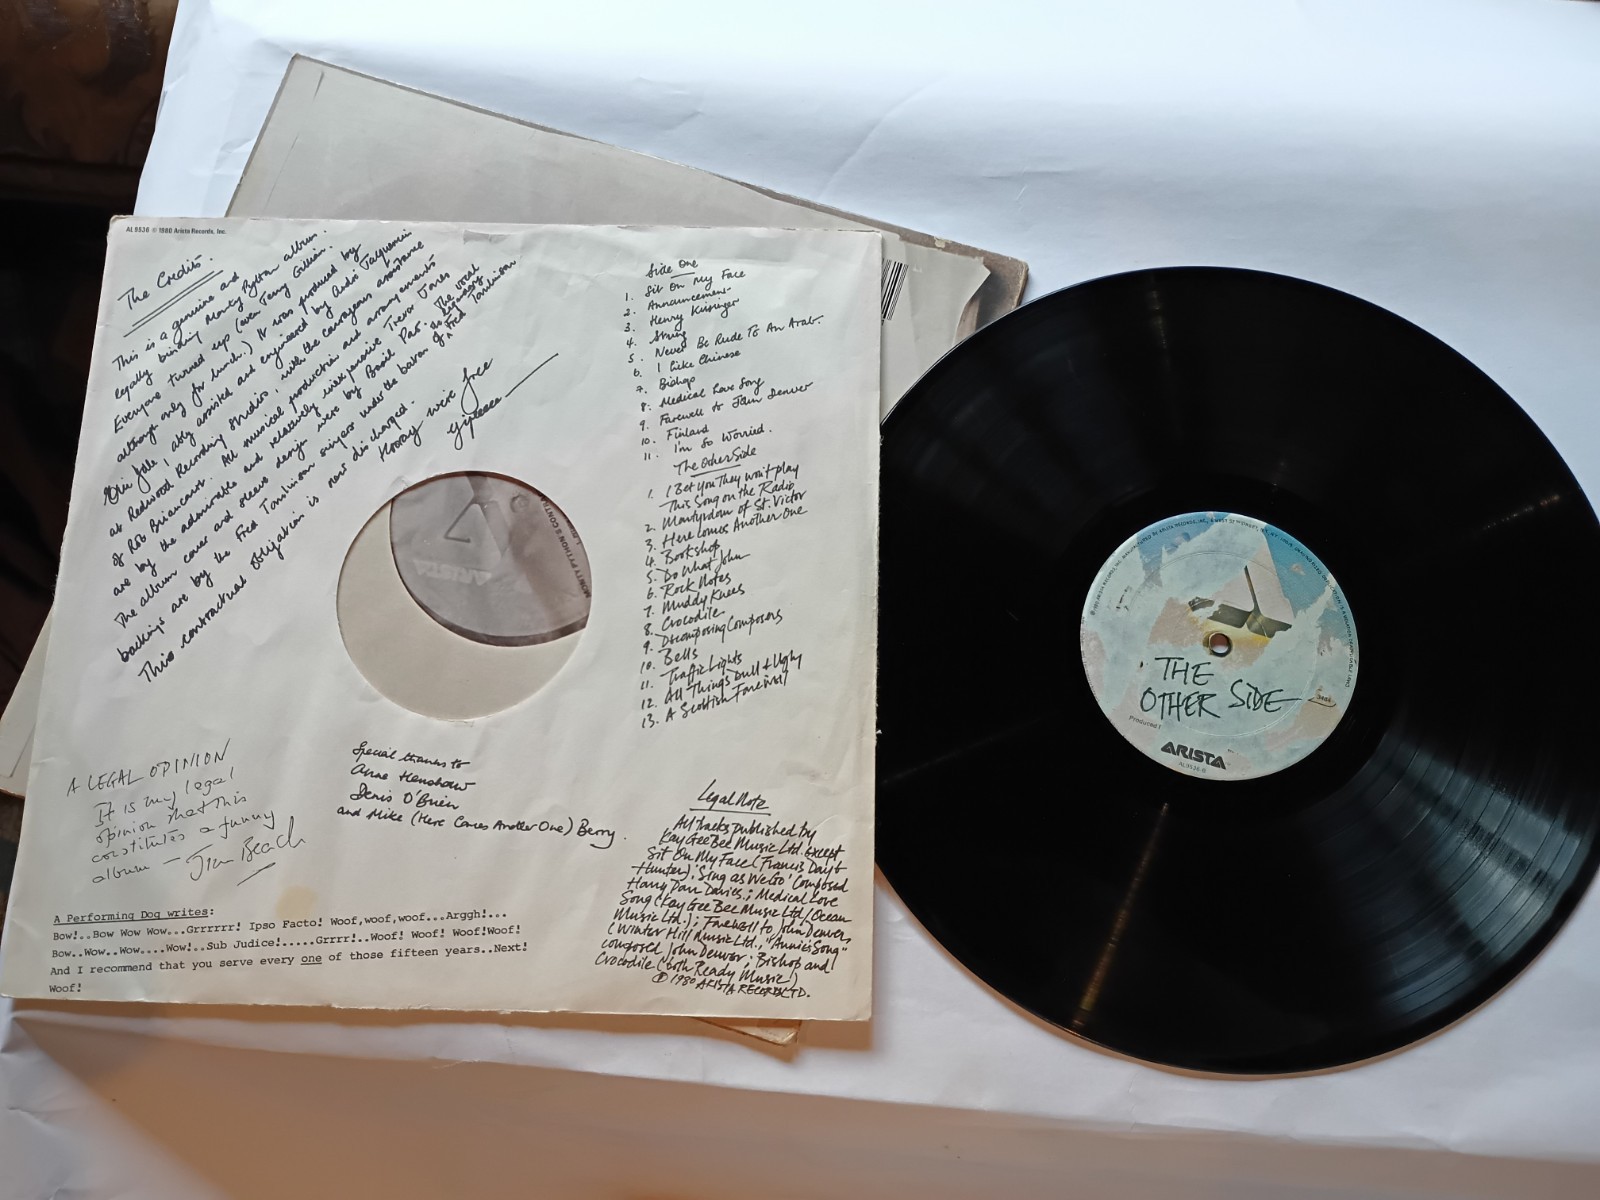 AL 9536 © 1980 Arista Records, Inc.
The Credits.
This is a genuine and
legally binding Monty Python album.
Everyone turned up (even Terry Gilliam.
although only for lunch.) It was produced by
Eric Idle, ably assisted and engineered by André Jacquemin
at Redwood Recording Studios, with the courageous assistance
of Rob Briancourt. All musical production and arrangements
are by the admirable and relatively inexpensive Trevor Jones
The album cover and sleeve design were by Basil Pao. The vocal
backings are by the Fred Tomlinson singers under the baton of Fred Tomlinson
This contractual obligation is now discharged.
Hooray we're free
Side One
1. Sit On My Face
2. Announcement
3. Henry Kissinger
4. String
5. Never Be Rude To An Arab.
6. I Like Chinese
7. Bishop
8. Medical Love Song
9. Farewell to John Denver
10. Finland
11. I'm So Worried.
The Other Side
1. I Bet You They won't play
This Song on the Radio
2. Martyrdom of St. Victor
3. Here Comes Another One
4. Bookshop
5. Do What John
6. Rock Notes
7. Muddy Knees
8. Crocodile
9. Decomposing Composers
10. Bells
11. Traffic Lights
12. All Things Dull + Ugly
13. A Scottish Farewell
ARISTA
MONTY PYTHON'S CONTRA
A LEGAL OPINION
It is my legal
opinion that this
constitutes a funny
album — Jim Beach
Special thanks to
Anne Henshaw
Denis O'Brien
and Mike (Here Comes Another One) Berry.
Legal Note
All tracks published by
Kay Gee Bee Music Ltd. except
Sit On My Face (Francis Day &
Hunter); 'Sing as We Go' Composed
Harry Parr Davies.; Medical Love
Song (Kay Gee Bee Music Ltd/Ocean
Music Ltd.); Farewell to John Denver
(Winter Hill Music Ltd., "Annie's Song"
composed John Denver; Bishop and
Crocodile (both Ready Music)
℗ 1980 ARISTA RECORDS LTD.
A Performing Dog writes:
Bow!..Bow Wow Wow...Grrrrrr! Ipso Facto! Woof,woof,woof...Arggh!...
Bow..Wow..Wow....Wow!..Sub Judice!.....Grrrr!..Woof! Woof! Woof!Woof!
And I recommend that you serve every one of those fifteen years..Next!
Woof!
THE
OTHER SIDE
Produced
ARISTA
AL 9536-B